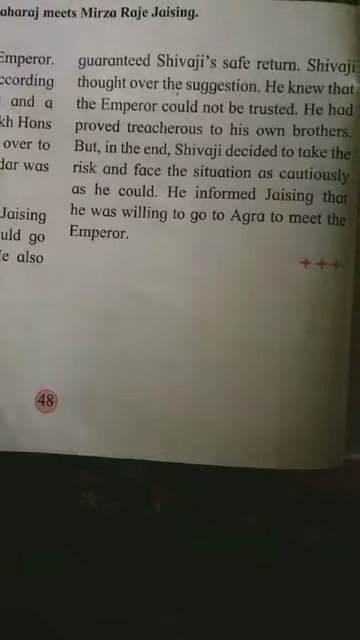 aharaj meets Mirza Raje Jaising.
Emperor.
ccording
and a
kh Hons
over to
dar was
Jaising
uld go
le also
guaranteed Shivaji's safe return. Shivaji
thought over the suggestion. He knew that
the Emperor could not be trusted. He had
proved treacherous to his own brothers.
But, in the end, Shivaji decided to take the
risk and face the situation as cautiously
as he could. He informed Jaising that
he was willing to go to Agra to meet the
Emperor.
+++
48